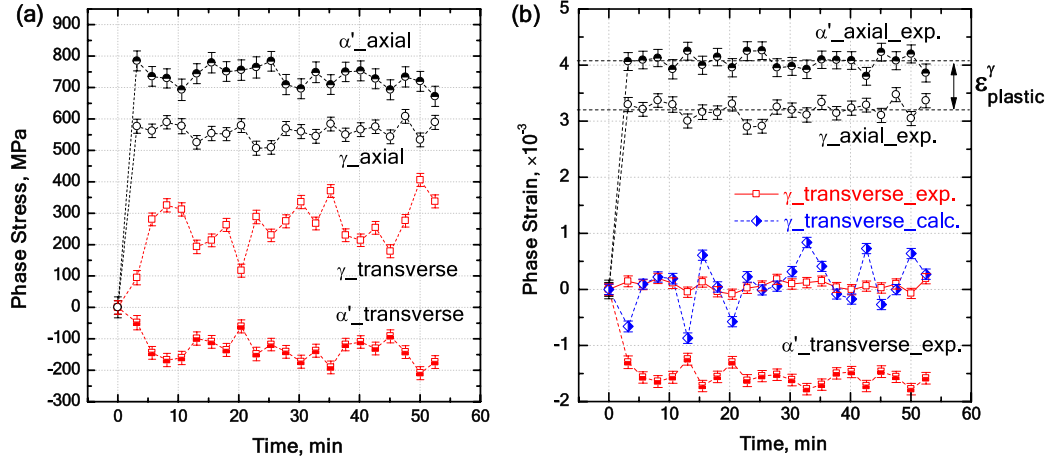 (a)
900
800
700
600
500
400
300
200
100
0
-100
-200
-300
Phase Stress, MPa
α'_axial
γ_axial
γ_transverse
α'_transverse
0 10 20 30 40 50 60
Time, min
(b)
5
4
3
2
1
0
-1
-2
Phase Strain, ×10⁻³
α'_axial_exp.
ε^γ_plastic
γ_axial_exp.
γ_transverse_exp.
γ_transverse_calc.
α'_transverse_exp.
0 10 20 30 40 50 60
Time, min